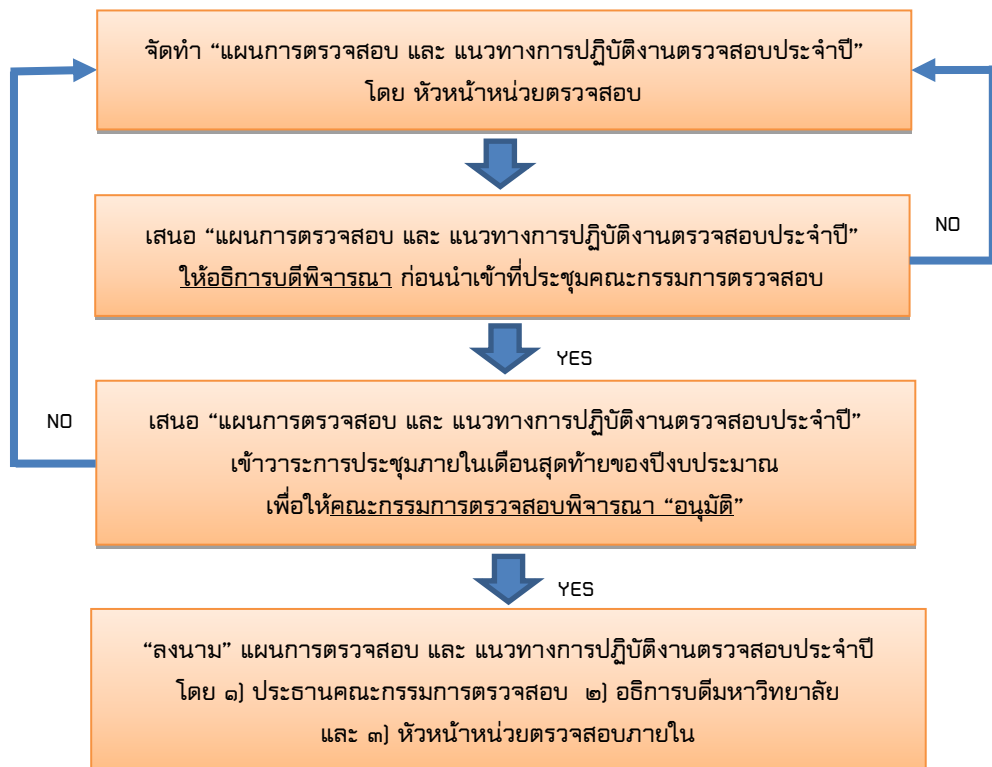 จัดทำ “แผนการตรวจสอบ และ แนวทางการปฏิบัติงานตรวจสอบประจำปี”
โดย หัวหน้าหน่วยตรวจสอบ
เสนอ “แผนการตรวจสอบ และ แนวทางการปฏิบัติงานตรวจสอบประจำปี”
ให้อธิการบดีพิจารณา ก่อนนำเข้าที่ประชุมคณะกรรมการตรวจสอบ
NO
YES
เสนอ “แผนการตรวจสอบ และ แนวทางการปฏิบัติงานตรวจสอบประจำปี”
เข้าวาระการประชุมภายในเดือนสุดท้ายของปีงบประมาณ
เพื่อให้คณะกรรมการตรวจสอบพิจารณา “อนุมัติ”
NO
YES
“ลงนาม” แผนการตรวจสอบ และ แนวทางการปฏิบัติงานตรวจสอบประจำปี
โดย ๑) ประธานคณะกรรมการตรวจสอบ ๒) อธิการบดีมหาวิทยาลัย
และ ๓) หัวหน้าหน่วยตรวจสอบภายใน